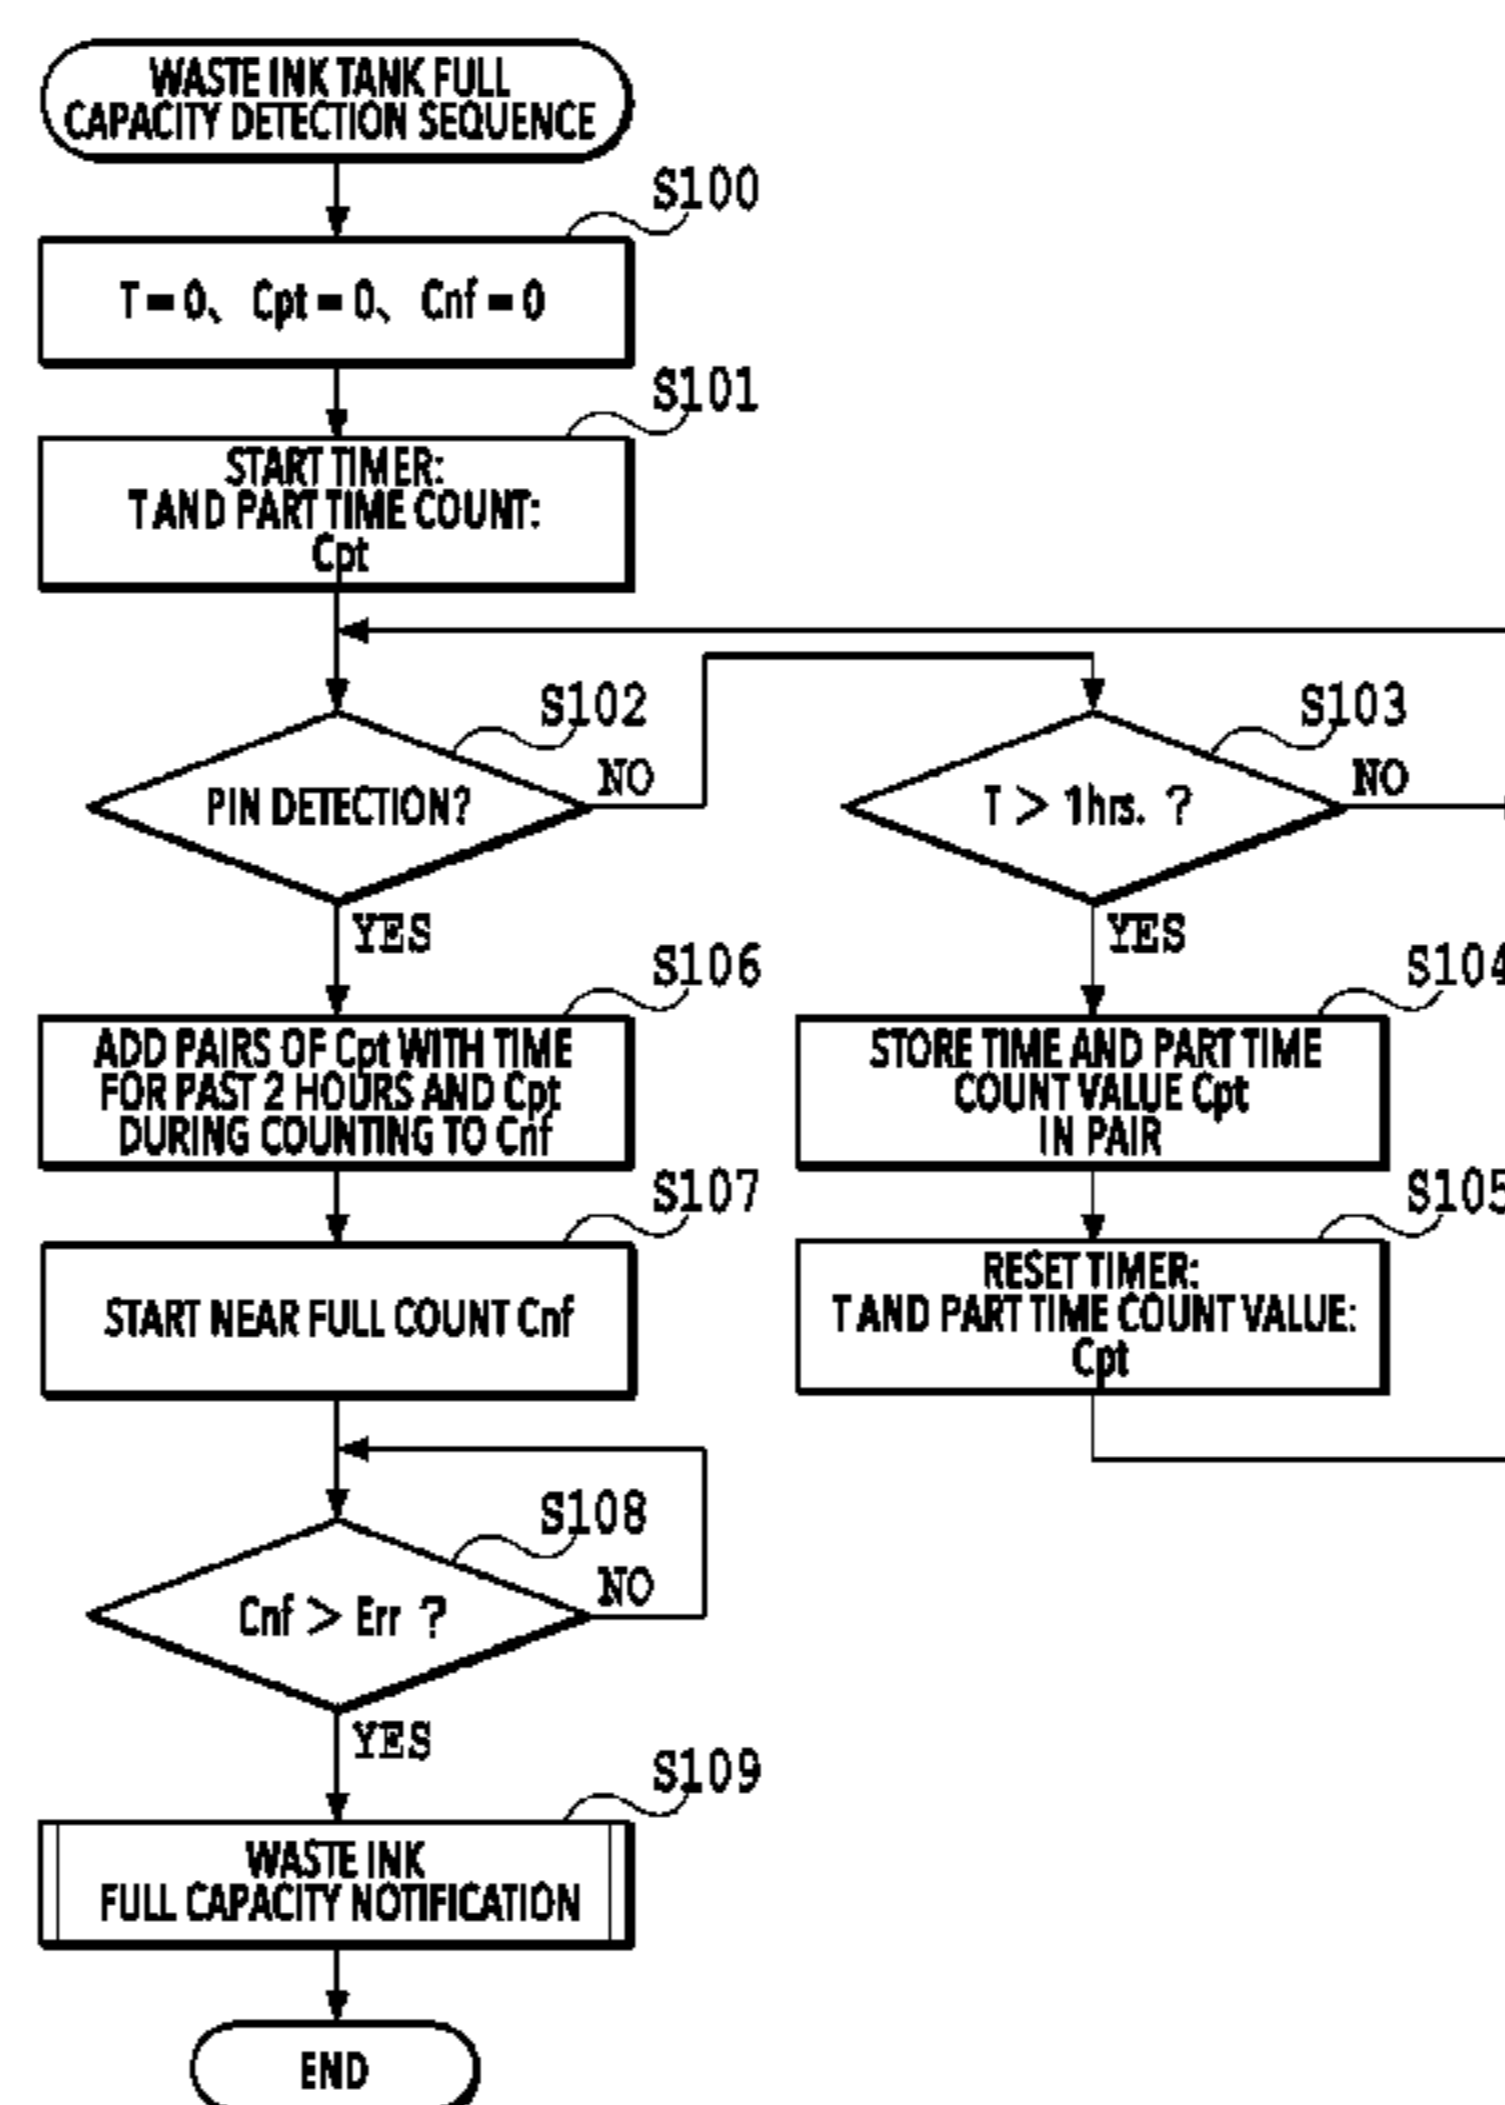 WASTE INK TANK FULL
CAPACITY DETECTION SEQUENCE
S100
T = 0、 Cpt = 0、 Cnf = 0
S101
START TIMER:
T AND PART TIME COUNT:
Cpt
S102
PIN DETECTION?
NO
YES
S103
T > 1hrs. ?
NO
YES
S106
ADD PAIRS OF Cpt WITH TIME
FOR PAST 2 HOURS AND Cpt
DURING COUNTING TO Cnf
S104
STORE TIME AND PART TIME
COUNT VALUE Cpt
IN PAIR
S107
START NEAR FULL COUNT Cnf
S105
RESET TIMER:
T AND PART TIME COUNT VALUE:
Cpt
S108
Cnf > Err ?
NO
YES
S109
WASTE INK
FULL CAPACITY NOTIFICATION
END